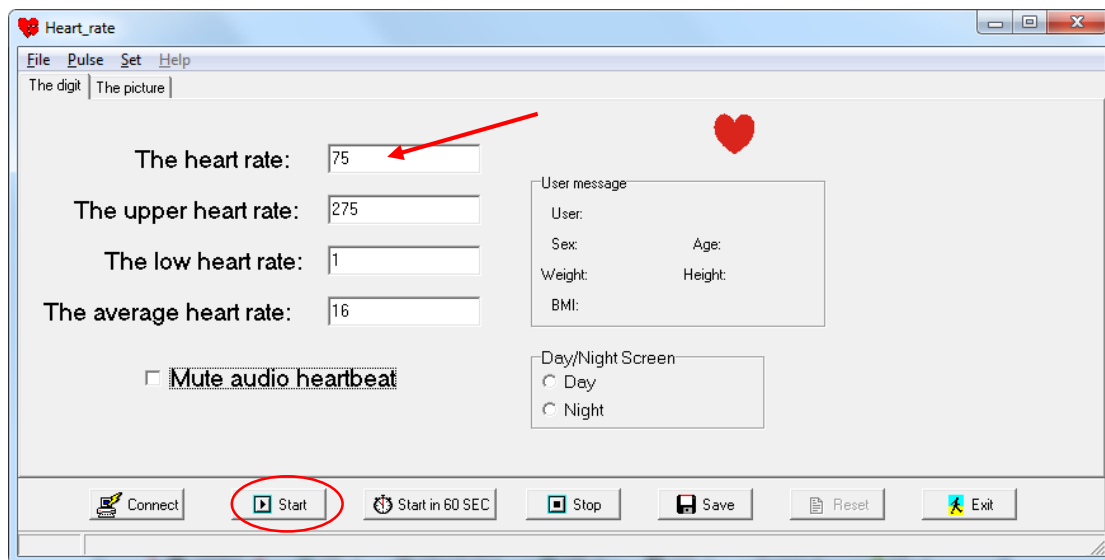 Heart_rate
File Pulse Set Help
The digit The picture
The heart rate: 75
The upper heart rate: 275
The low heart rate: 1
The average heart rate: 16
Mute audio heartbeat
User message
User:
Sex: Age:
Weight: Height:
BMI:
Day/Night Screen
Day
Night
Connect Start Start in 60 SEC Stop Save Reset Exit